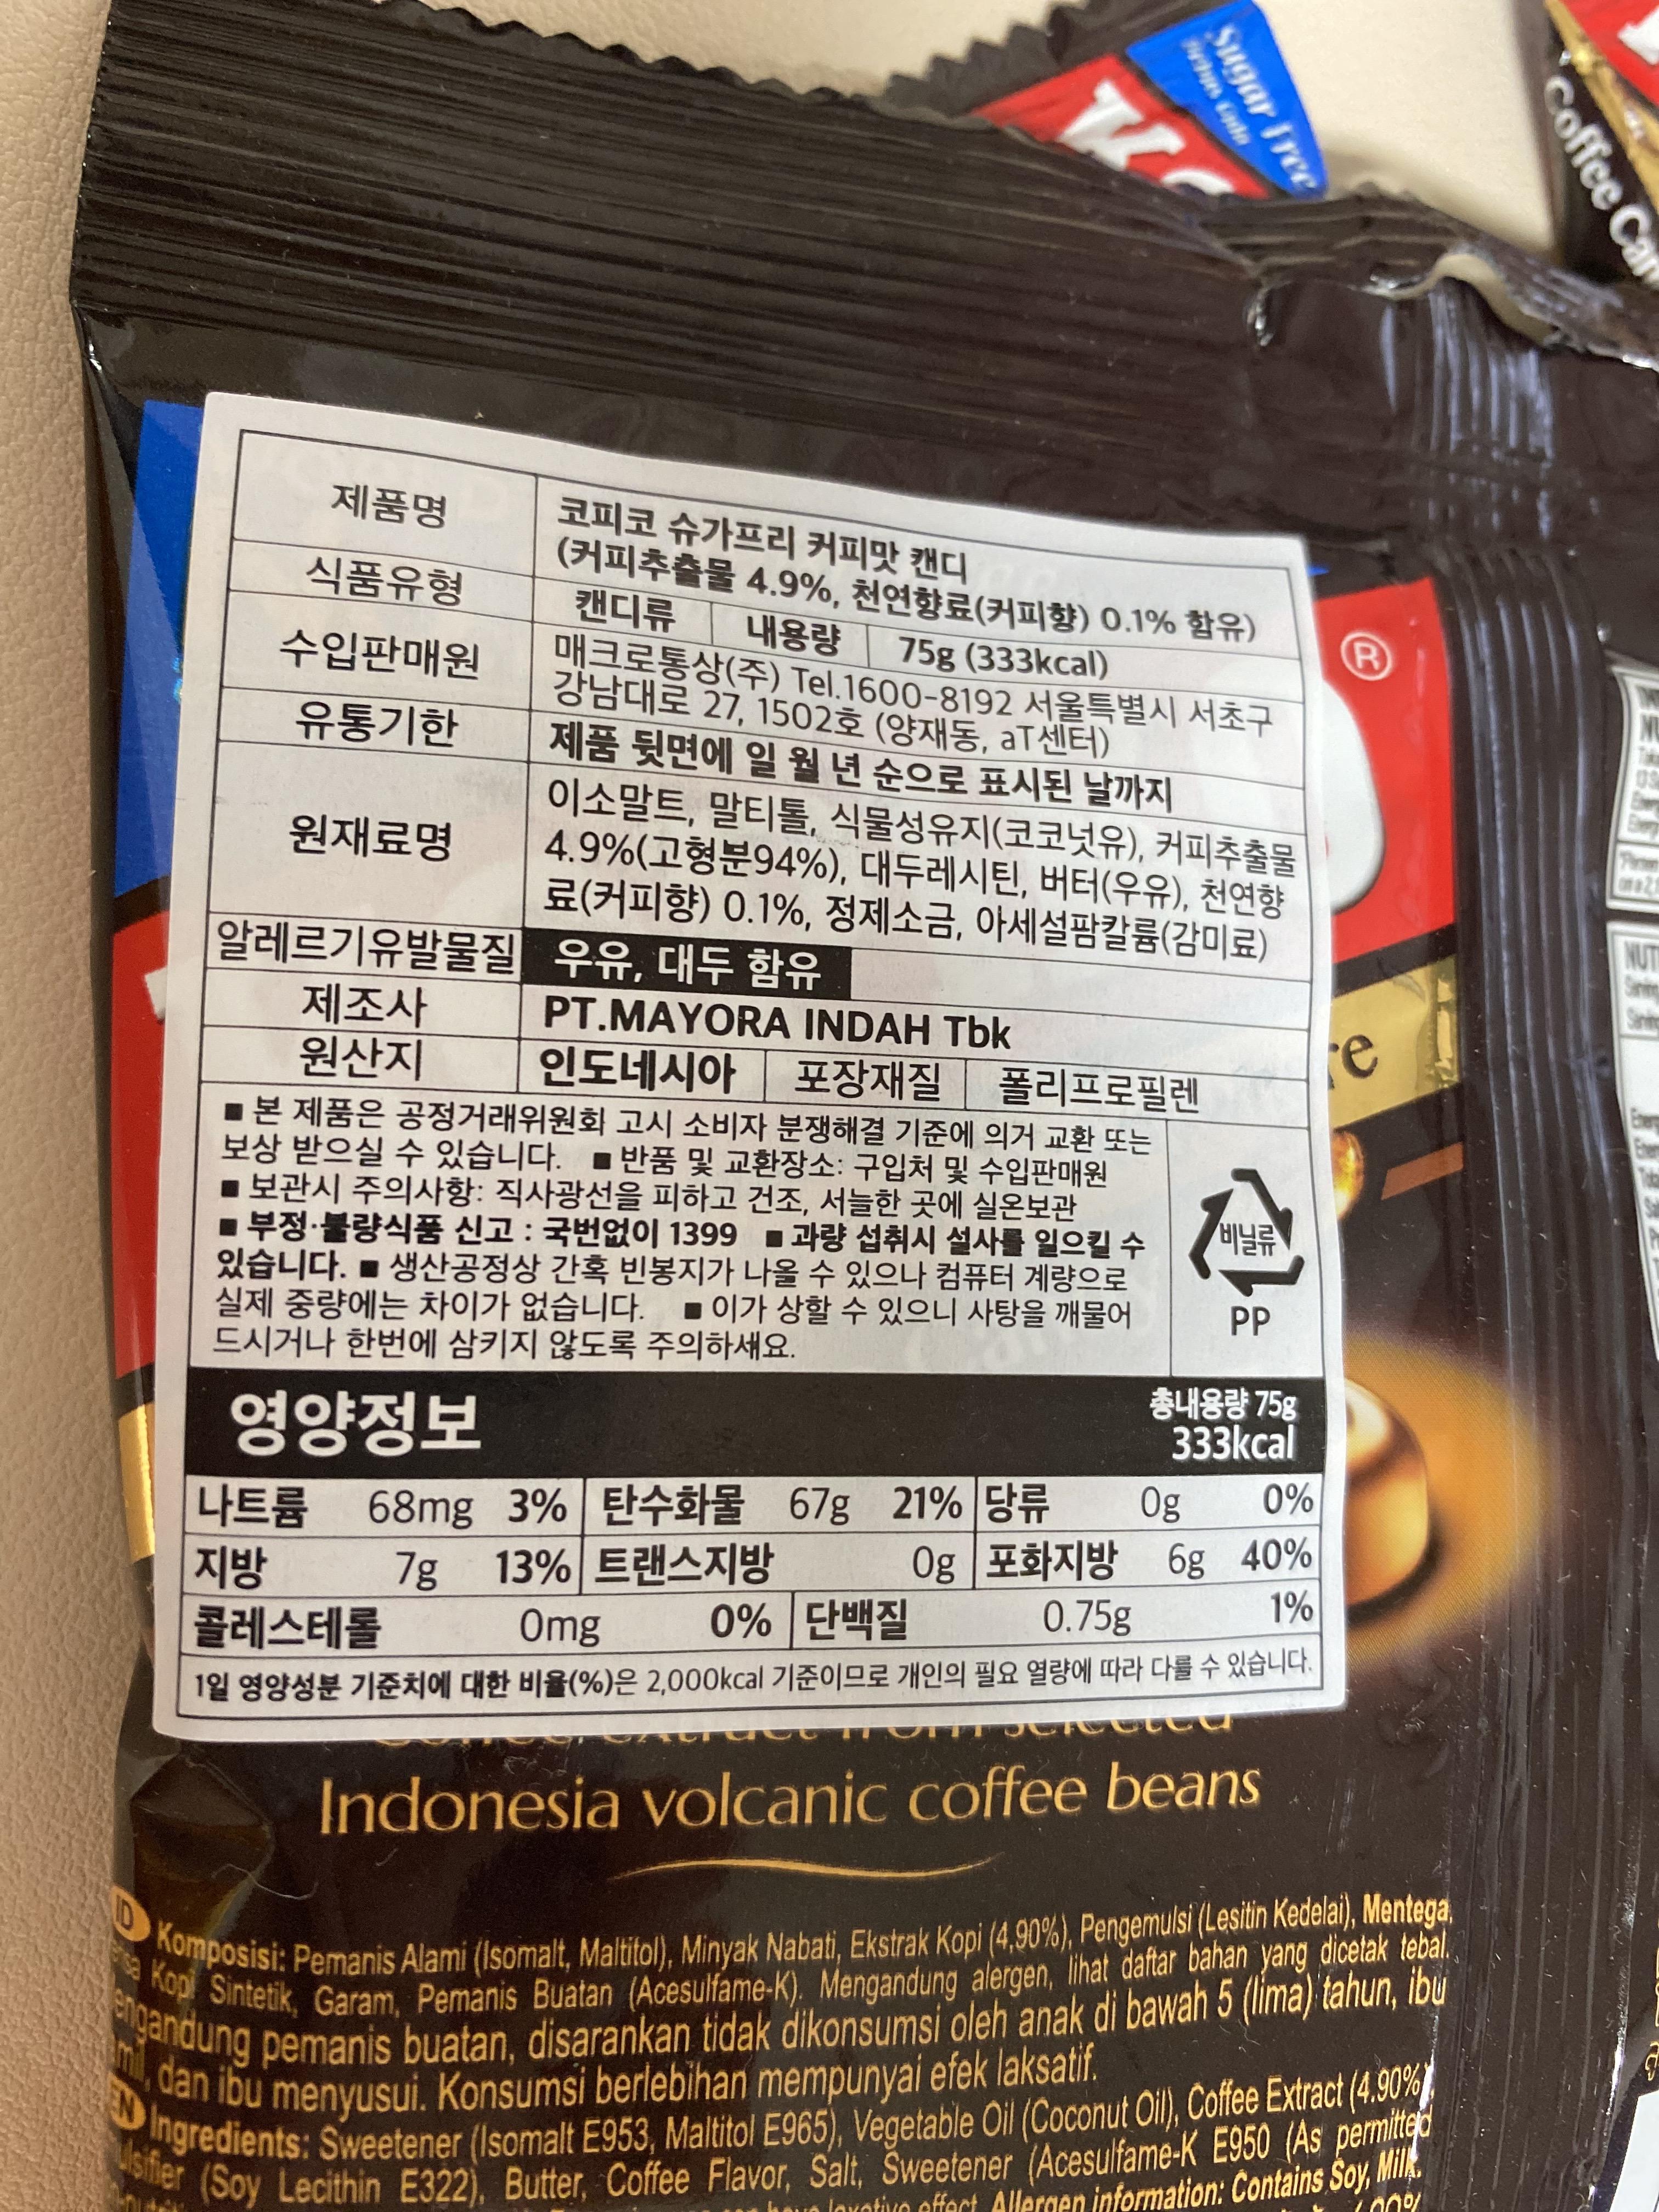 Sugar Free
Coffee Can
®
제품명
코피코 슈가프리 커피맛 캔디
(커피추출물 4.9%, 천연향료(커피향) 0.1% 함유)
식품유형 캔디류 내용량 75g (333kcal)
수입판매원
매크로통상(주) Tel.1600-8192 서울특별시 서초구
강남대로 27, 1502호 (양재동, aT센터)
유통기한 제품 뒷면에 일 월 년 순으로 표시된 날까지
원재료명
이소말트, 말티톨, 식물성유지(코코넛유), 커피추출물
4.9%(고형분94%), 대두레시틴, 버터(우유), 천연향
료(커피향) 0.1%, 정제소금, 아세설팜칼륨(감미료)
알레르기유발물질 우유, 대두 함유
제조사 PT.MAYORA INDAH Tbk
원산지 인도네시아 포장재질 폴리프로필렌
■ 본 제품은 공정거래위원회 고시 소비자 분쟁해결 기준에 의거 교환 또는
보상 받으실 수 있습니다. ■ 반품 및 교환장소: 구입처 및 수입판매원
■ 보관시 주의사항: 직사광선을 피하고 건조, 서늘한 곳에 실온보관
■ 부정·불량식품 신고 : 국번없이 1399 ■ 과량 섭취시 설사를 일으킬 수
있습니다. ■ 생산공정상 간혹 빈봉지가 나올 수 있으나 컴퓨터 계량으로
실제 중량에는 차이가 없습니다. ■ 이가 상할 수 있으니 사탕을 깨물어
드시거나 한번에 삼키지 않도록 주의하세요.
비닐류
PP
영양정보
총내용량 75g
333kcal
나트륨 68mg 3% 탄수화물 67g 21% 당류 0g 0%
지방 7g 13% 트랜스지방 0g 포화지방 6g 40%
콜레스테롤 0mg 0% 단백질 0.75g 1%
1일 영양성분 기준치에 대한 비율(%)은 2,000kcal 기준이므로 개인의 필요 열량에 따라 다를 수 있습니다.
Indonesia volcanic coffee beans
ID Komposisi: Pemanis Alami (Isomalt, Maltitol), Minyak Nabati, Ekstrak Kopi (4,90%), Pengemulsi (Lesitin Kedelai), Mentega,
Kopi Sintetik, Garam, Pemanis Buatan (Acesulfame-K). Mengandung alergen, lihat daftar bahan yang dicetak tebal.
engandung pemanis buatan, disarankan tidak dikonsumsi oleh anak di bawah 5 (lima) tahun, ibu
mil, dan ibu menyusui. Konsumsi berlebihan mempunyai efek laksatif.
EN Ingredients: Sweetener (Isomalt E953, Maltitol E965), Vegetable Oil (Coconut Oil), Coffee Extract (4.90%)
ulsifier (Soy Lecithin E322), Butter, Coffee Flavor, Salt, Sweetener (Acesulfame-K E950 (As permitted
laxative effect. Allergen information: Contains Soy, Milk.